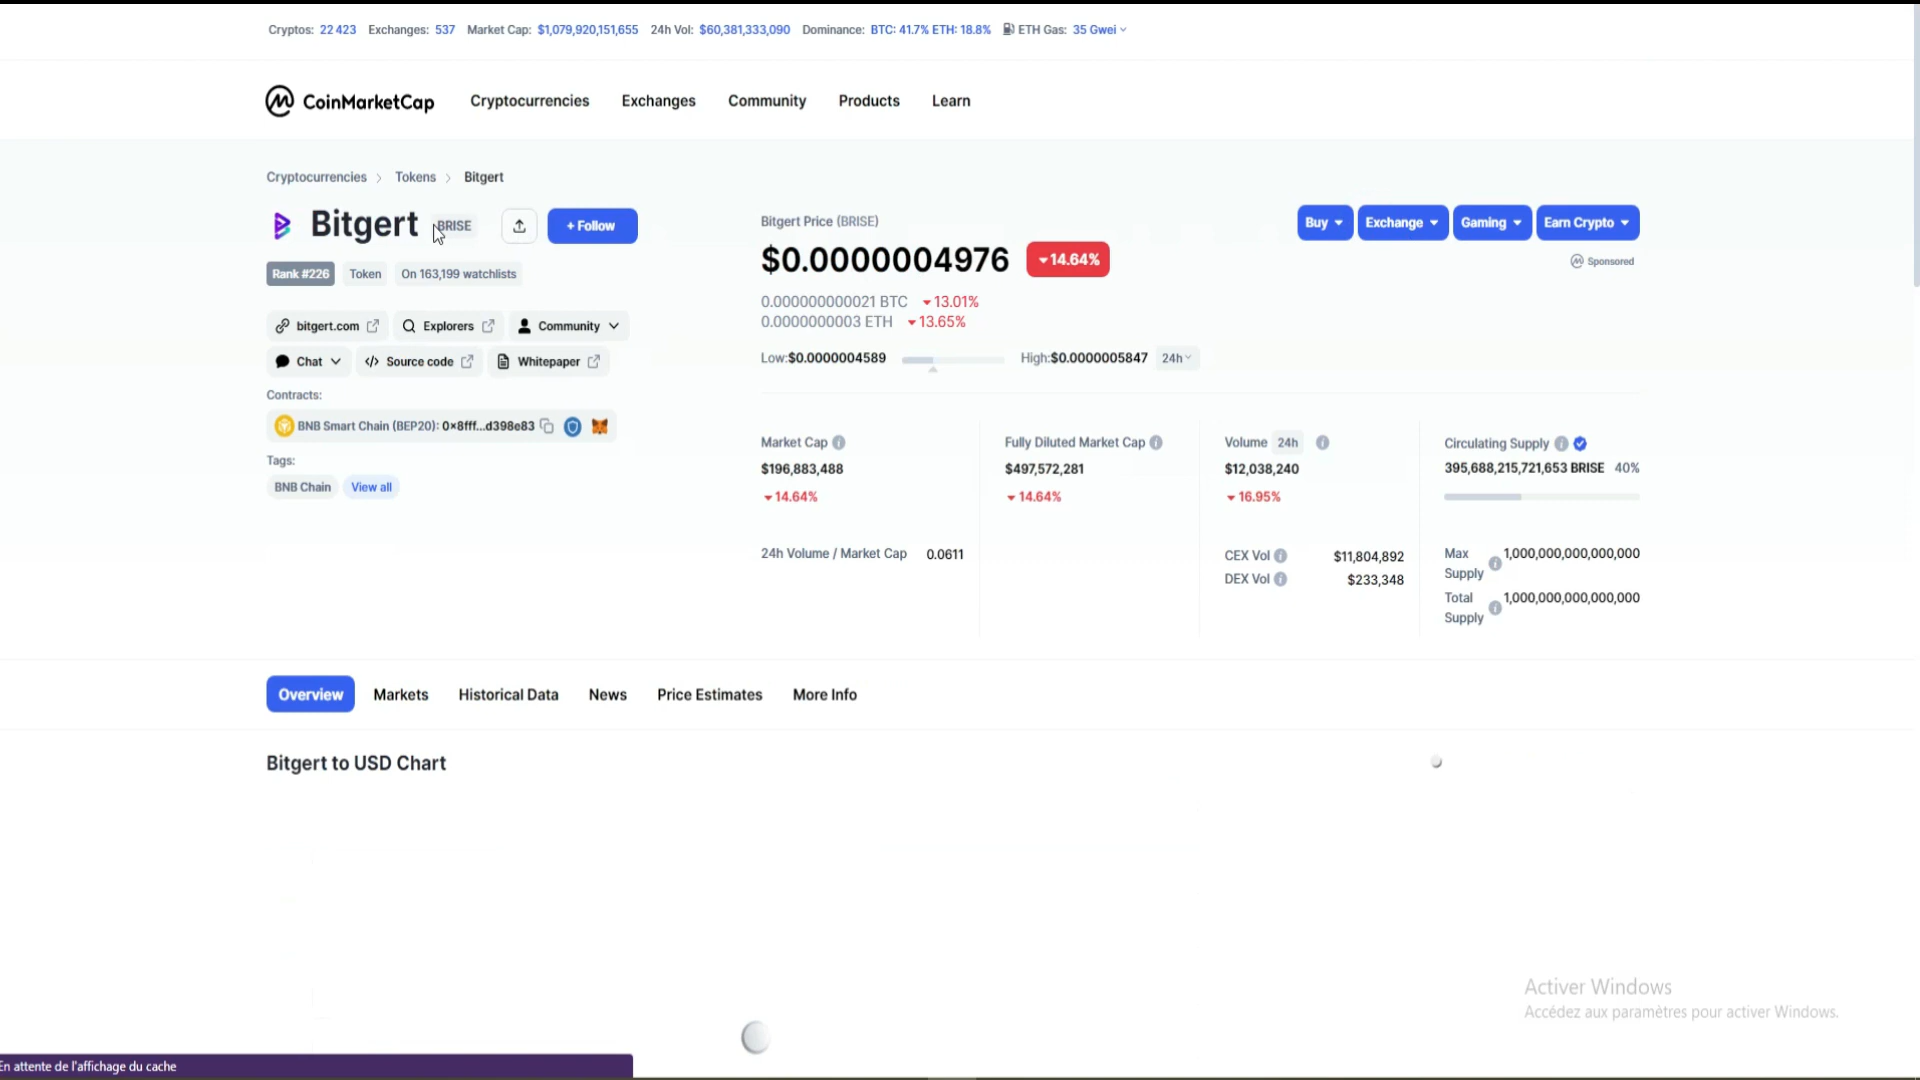 Cryptos: 22 423 Exchanges: 537 Market Cap: $1,079,920,151,655 24h Vol: $60,381,333,090 Dominance: BTC: 41.7% ETH: 18.8% ETH Gas: 35 Gwei
CoinMarketCap Cryptocurrencies Exchanges Community Products Learn
Cryptocurrencies > Tokens > Bitgert
Bitgert BRISE + Follow
Rank #226 Token On 163,199 watchlists
bitgert.com Explorers Community
Chat Source code Whitepaper
Contracts:
BNB Smart Chain (BEP20): 0×8fff...d398e83
Tags:
BNB Chain View all
Bitgert Price (BRISE)
$0.0000004976 14.64%
0.000000000021 BTC 13.01%
0.0000000003 ETH 13.65%
Low:$0.0000004589 High:$0.0000005847 24h
Buy Exchange Gaming Earn Crypto
Sponsored
Market Cap
$196,883,488
14.64%
24h Volume / Market Cap 0.0611
Fully Diluted Market Cap
$497,572,281
14.64%
Volume 24h
$12,038,240
16.95%
CEX Vol $11,804,892
DEX Vol $233,348
Circulating Supply
395,688,215,721,653 BRISE 40%
Max Supply 1,000,000,000,000,000
Total Supply 1,000,000,000,000,000
Overview Markets Historical Data News Price Estimates More Info
Bitgert to USD Chart
Activer Windows
Accédez aux paramètres pour activer Windows.
En attente de l'affichage du cache